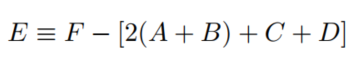 E ≡ F − [2(A + B) + C + D]